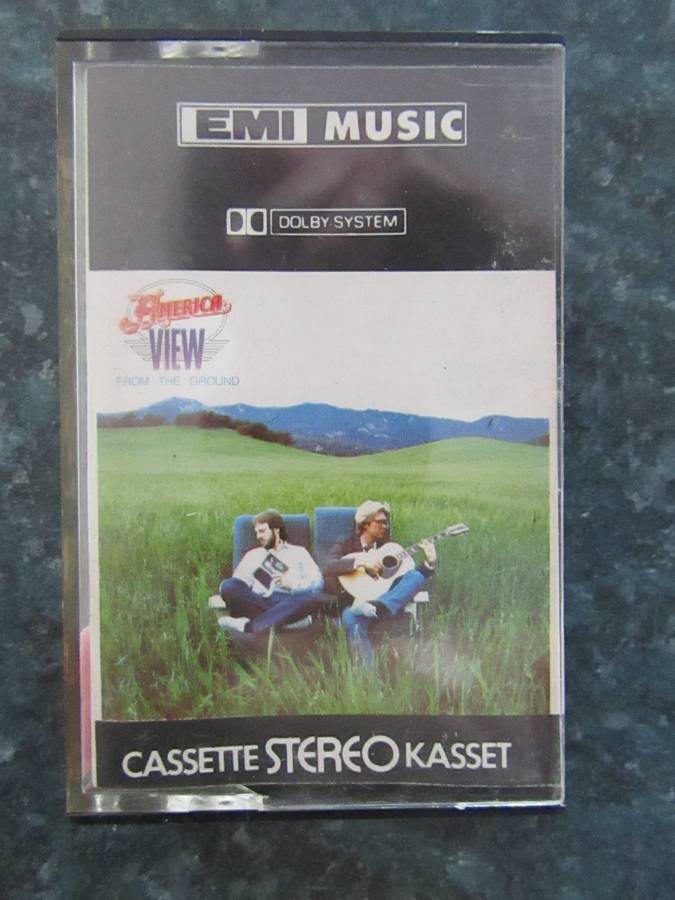 EMI MUSIC
DOLBY SYSTEM
AMERICA
VIEW
FROM THE GROUND
CASSETTE STEREO KASSET